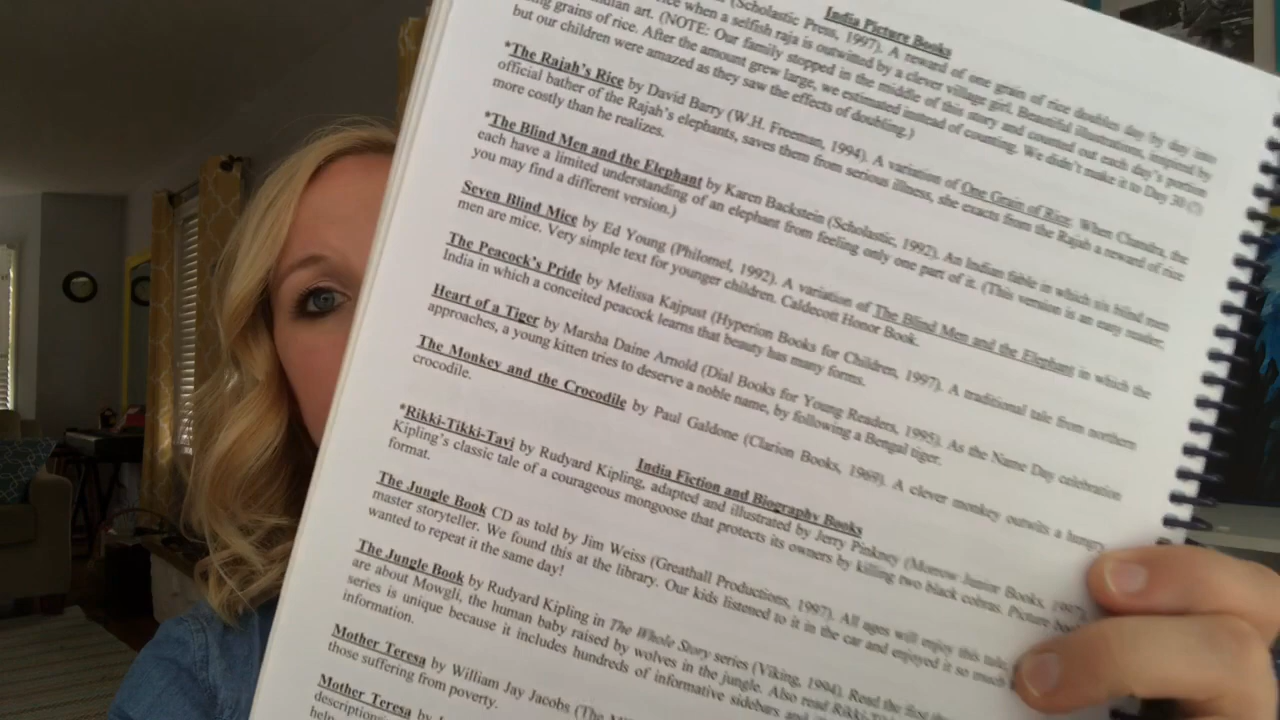 India Picture Books
(Scholastic Press, 1997). A reward of one grain of rice doubles day by day into
when a selfish raja is outwitted by a clever village girl. Beautiful illustrations, inspired by
art. (NOTE: Our family stopped in the middle of this story and counted out each day's portion
grains of rice. After the amount grew large, we estimated instead of counting. We didn't make it to Day 30
but our children were amazed as they saw the effects of doubling.)
*The Rajah's Rice by David Barry (W.H. Freeman, 1994). A variation of One Grain of Rice. When Chandra, the
official bather of the Rajah's elephants, saves them from serious illness, she exacts from the Rajah a reward of rice
more costly than he realizes.
*The Blind Men and the Elephant by Karen Backstein (Scholastic, 1992). An Indian fable in which six blind men
each have a limited understanding of an elephant from feeling only one part of it. (This version is an easy reader;
you may find a different version.)
Seven Blind Mice by Ed Young (Philomel, 1992). A variation of The Blind Men and the Elephant in which the
men are mice. Very simple text for younger children. Caldecott Honor Book.
The Peacock's Pride by Melissa Kajpust (Hyperion Books for Children, 1997). A traditional tale from northern
India in which a conceited peacock learns that beauty has many forms.
Heart of a Tiger by Marsha Daine Arnold (Dial Books for Young Readers, 1995). As the Name Day celebration
approaches, a young kitten tries to deserve a noble name, by following a Bengal tiger.
The Monkey and the Crocodile by Paul Galdone (Clarion Books, 1969). A clever monkey outwits a hungry
crocodile.
India Fiction and Biography Books
*Rikki-Tikki-Tavi by Rudyard Kipling, adapted and illustrated by Jerry Pinkney (Morrow Junior Books, 1997).
Kipling's classic tale of a courageous mongoose that protects its owners by killing two black cobras. Picture book
format.
The Jungle Book CD as told by Jim Weiss (Greathall Productions, 1997). All ages will enjoy this tale
master storyteller. We found this at the library. Our kids listened to it in the car and enjoyed it so much
wanted to repeat it the same day!
The Jungle Book by Rudyard Kipling in The Whole Story series (Viking, 1994). Read the first
are about Mowgli, the human baby raised by wolves in the jungle. Also read
series is unique because it includes hundreds of informative sidebars and
information.
Mother Teresa by William Jay Jacobs (The
those suffering from poverty.
Mother Teresa by
descriptions
help